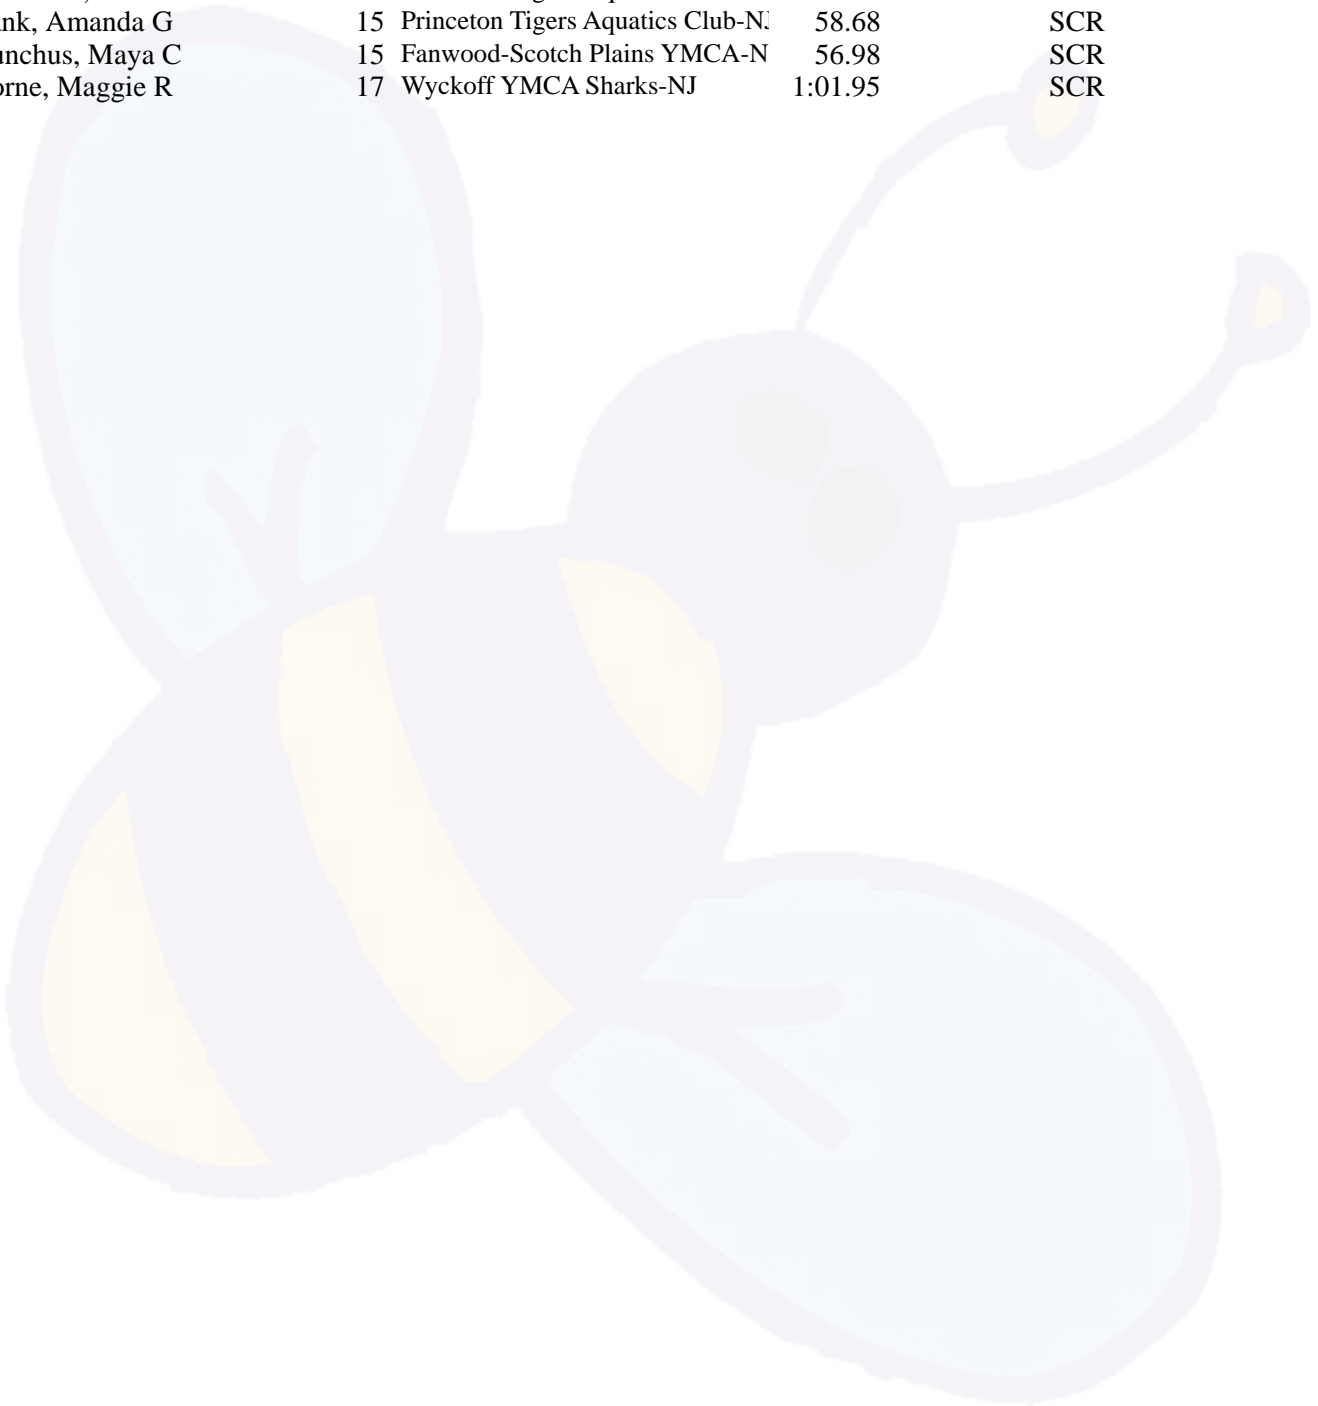 nk, Amanda G 15 Princeton Tigers Aquatics Club-NJ 58.68 SCR
unchus, Maya C 15 Fanwood-Scotch Plains YMCA-N 56.98 SCR
orne, Maggie R 17 Wyckoff YMCA Sharks-NJ 1:01.95 SCR